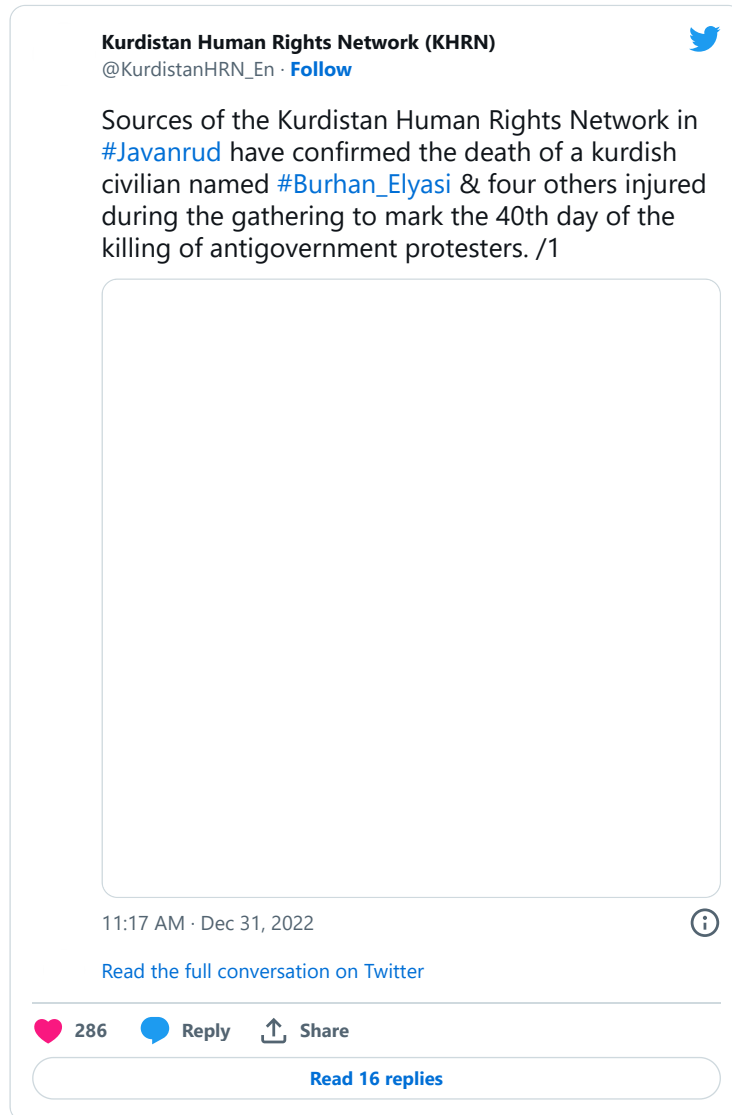 Kurdistan Human Rights Network (KHRN)
@KurdistanHRN_En · Follow
Sources of the Kurdistan Human Rights Network in
#Javanrud have confirmed the death of a kurdish
civilian named #Burhan_Elyasi & four others injured
during the gathering to mark the 40th day of the
killing of antigovernment protesters. /1
11:17 AM · Dec 31, 2022
Read the full conversation on Twitter
286 Reply Share
Read 16 replies